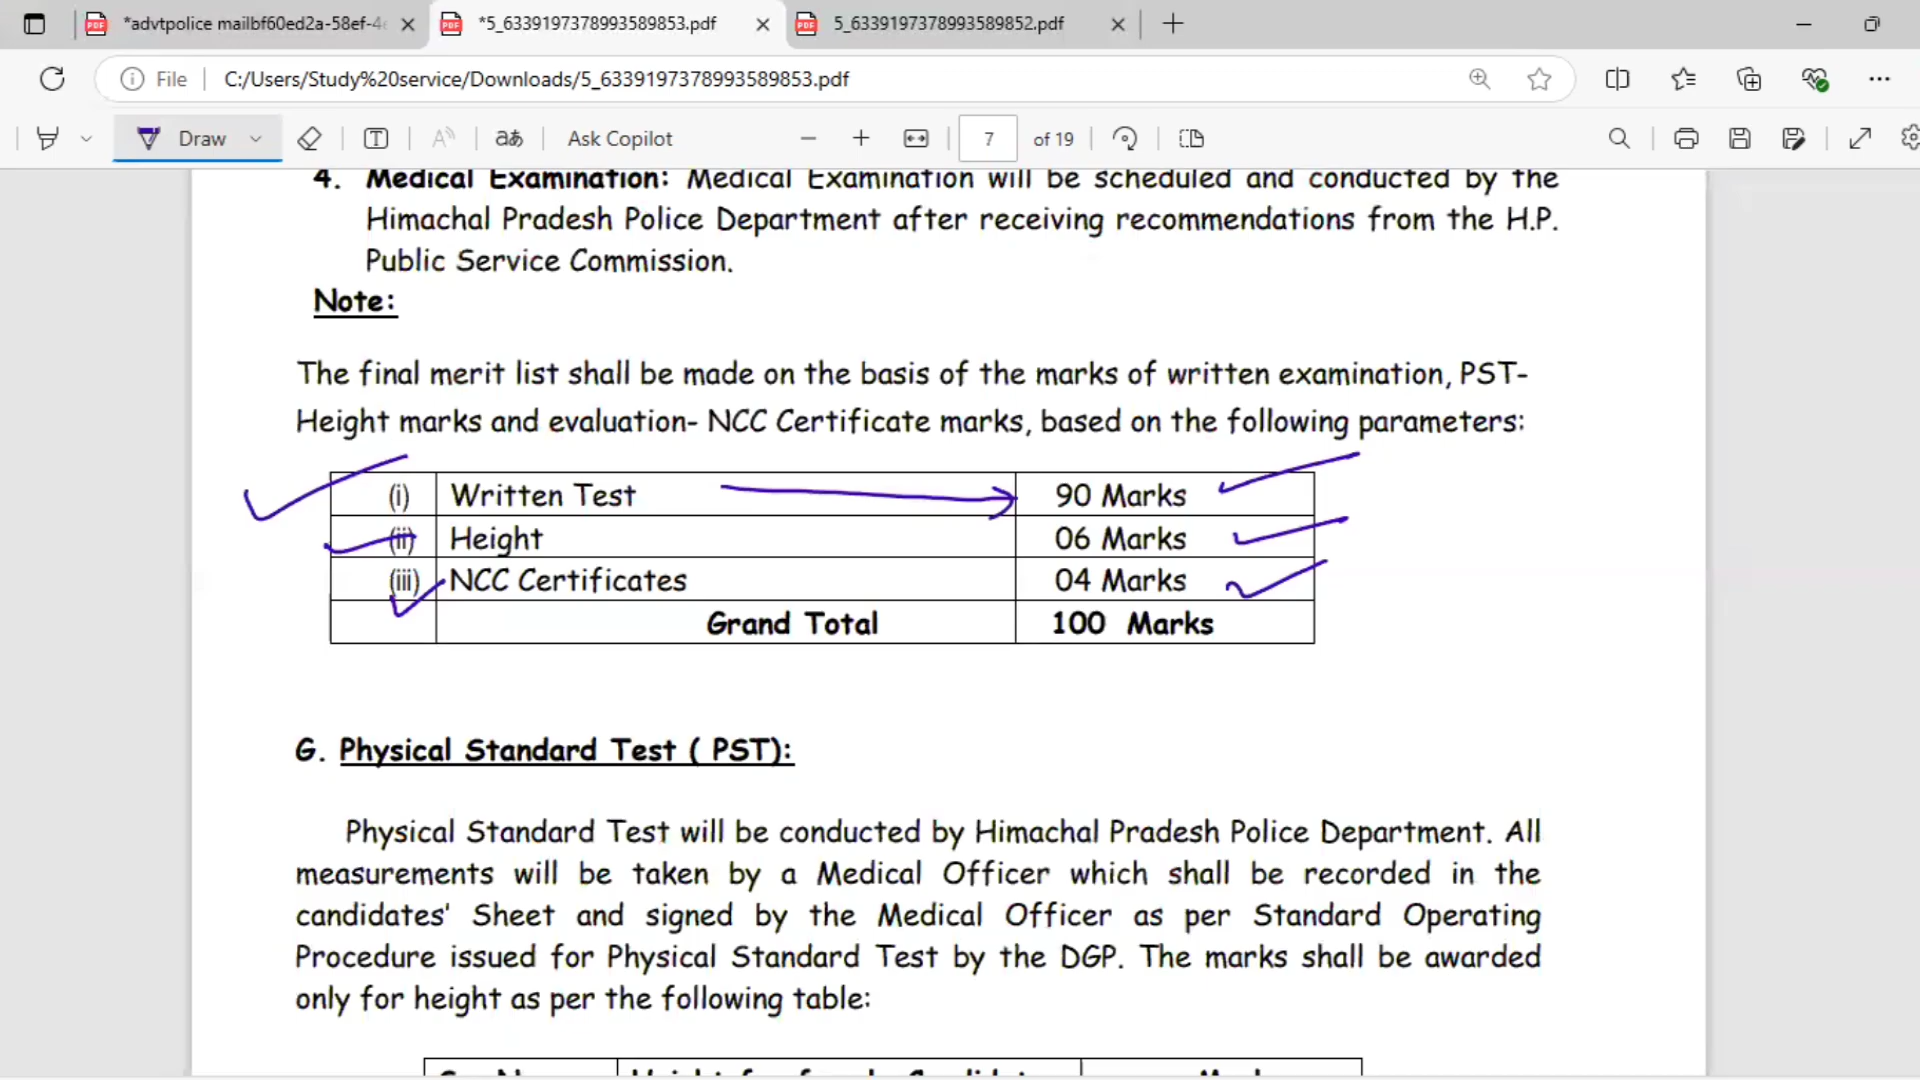 *advtpolice mailbf60ed2a-58ef-4
*5_6339197378993589853.pdf
5_6339197378993589852.pdf
File
C:/Users/Study%20service/Downloads/5_6339197378993589853.pdf
Draw
Ask Copilot
7
of 19
4. Medical Examination: Medical Examination will be scheduled and conducted by the
Himachal Pradesh Police Department after receiving recommendations from the H.P.
Public Service Commission.
Note:
The final merit list shall be made on the basis of the marks of written examination, PST-
Height marks and evaluation- NCC Certificate marks, based on the following parameters:
(i) Written Test 90 Marks
(ii) Height 06 Marks
(iii) NCC Certificates 04 Marks
Grand Total 100 Marks
G. Physical Standard Test ( PST):
Physical Standard Test will be conducted by Himachal Pradesh Police Department. All
measurements will be taken by a Medical Officer which shall be recorded in the
candidates' Sheet and signed by the Medical Officer as per Standard Operating
Procedure issued for Physical Standard Test by the DGP. The marks shall be awarded
only for height as per the following table: